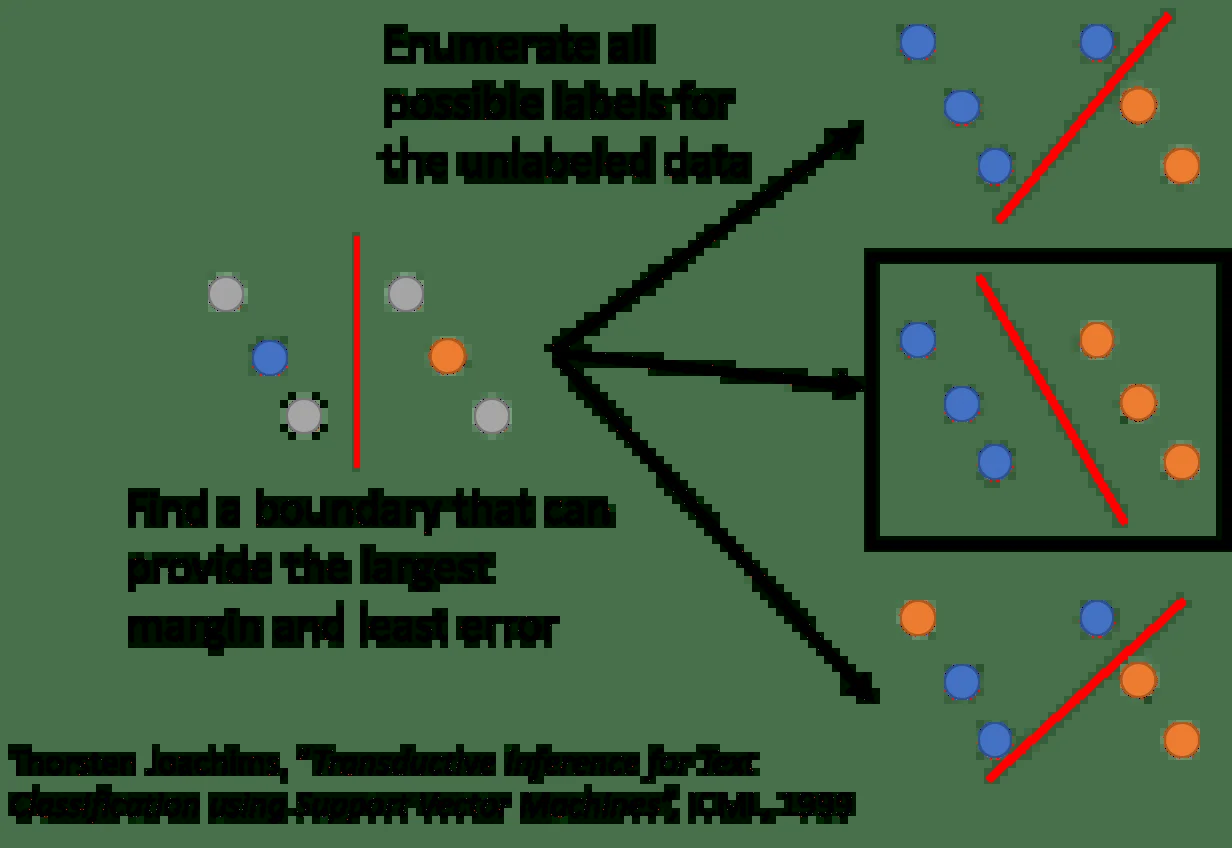 Enumerate all
possible labels for
the unlabeled data
Find a boundary that can
provide the largest
margin and least error
Thorsten Joachims, "Transductive Inference for Text
Classification using Support Vector Machines", ICML, 1999